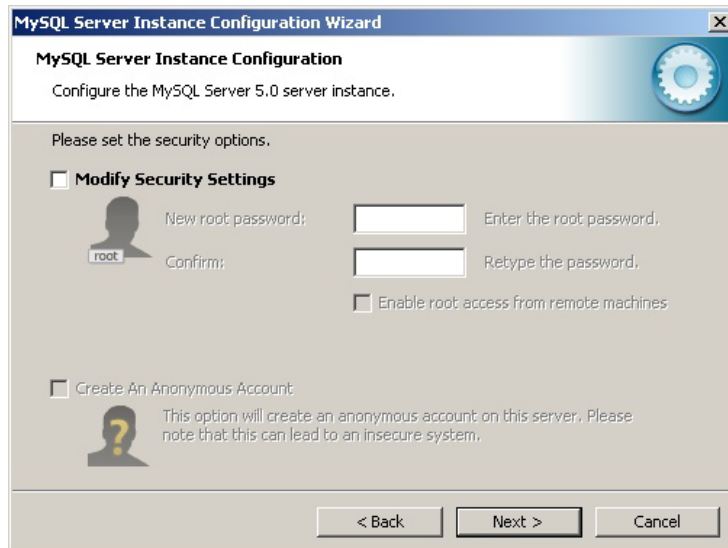 MySQL Server Instance Configuration Wizard
MySQL Server Instance Configuration
Configure the MySQL Server 5.0 server instance.
Please set the security options.
Modify Security Settings
New root password:
Enter the root password.
root
Confirm:
Retype the password.
Enable root access from remote machines
Create An Anonymous Account
This option will create an anonymous account on this server. Please
note that this can lead to an insecure system.
< Back
Next >
Cancel